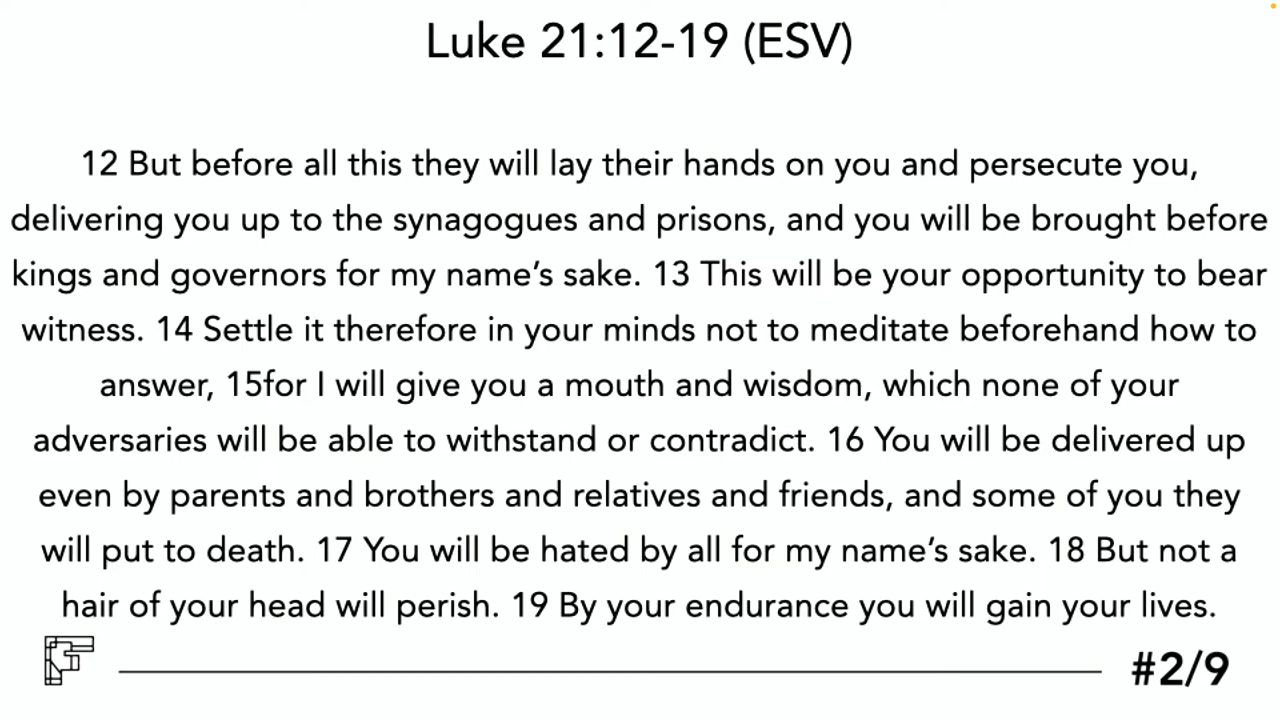 Luke 21:12-19 (ESV)
12 But before all this they will lay their hands on you and persecute you,
delivering you up to the synagogues and prisons, and you will be brought before
kings and governors for my name’s sake. 13 This will be your opportunity to bear
witness. 14 Settle it therefore in your minds not to meditate beforehand how to
answer, 15for I will give you a mouth and wisdom, which none of your
adversaries will be able to withstand or contradict. 16 You will be delivered up
even by parents and brothers and relatives and friends, and some of you they
will put to death. 17 You will be hated by all for my name’s sake. 18 But not a
hair of your head will perish. 19 By your endurance you will gain your lives.
#2/9